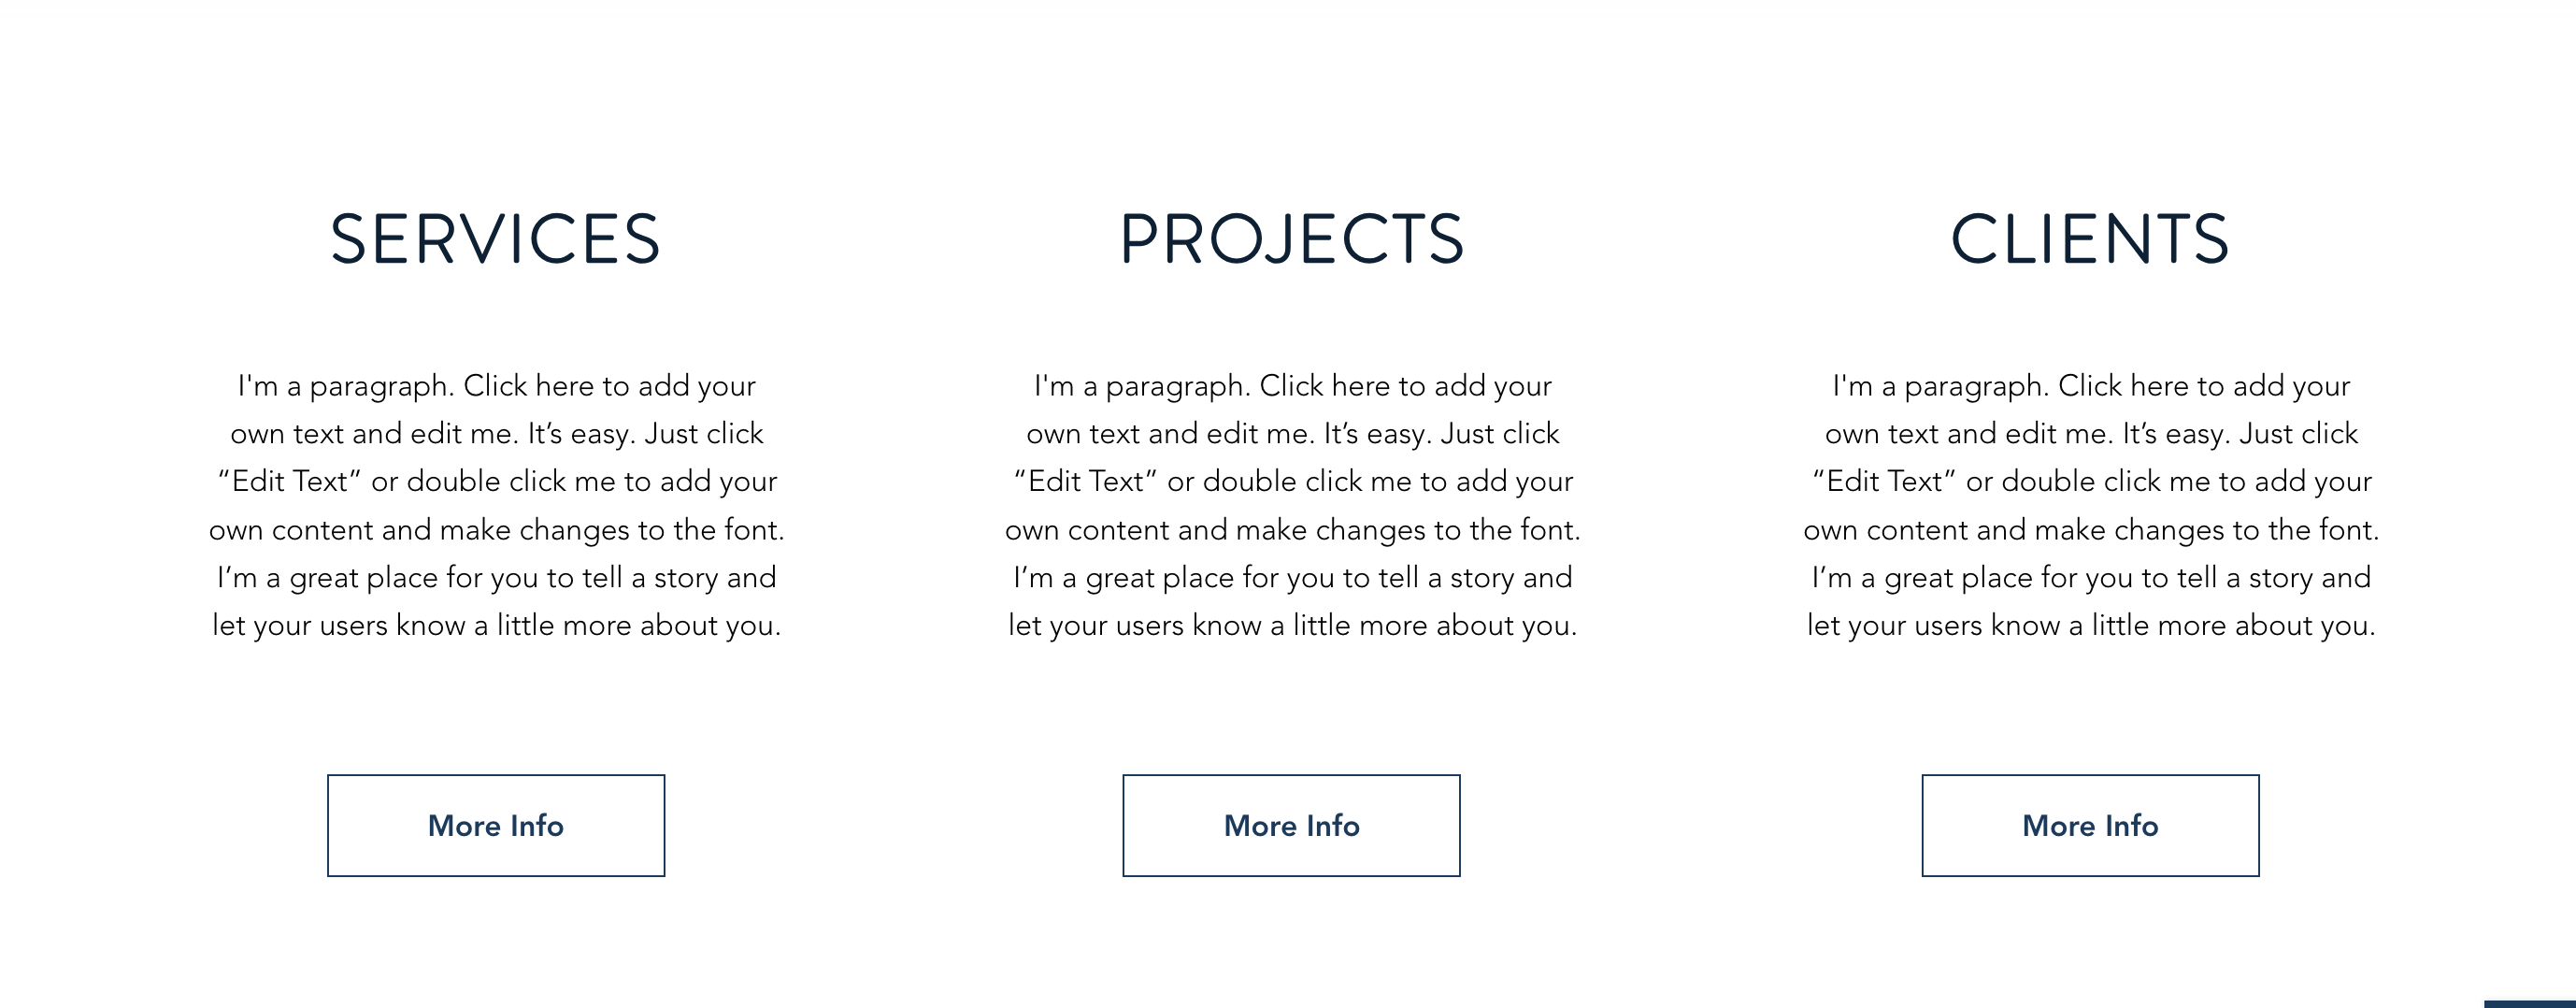 SERVICES
I'm a paragraph. Click here to add your
own text and edit me. It’s easy. Just click
“Edit Text” or double click me to add your
own content and make changes to the font.
I’m a great place for you to tell a story and
let your users know a little more about you.
More Info
PROJECTS
I'm a paragraph. Click here to add your
own text and edit me. It’s easy. Just click
“Edit Text” or double click me to add your
own content and make changes to the font.
I’m a great place for you to tell a story and
let your users know a little more about you.
More Info
CLIENTS
I'm a paragraph. Click here to add your
own text and edit me. It’s easy. Just click
“Edit Text” or double click me to add your
own content and make changes to the font.
I’m a great place for you to tell a story and
let your users know a little more about you.
More Info